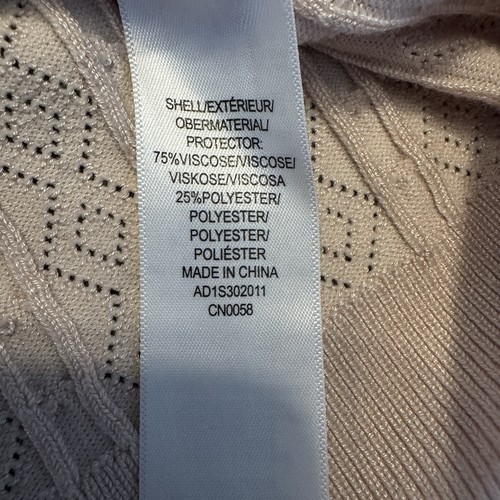 SHELL/EXTÉRIEUR/
OBERMATERIAL/
PROTECTOR:
75%VISCOSE/VISCOSE/
VISKOSE/VISCOSA
25%POLYESTER/
POLYESTER/
POLYESTER/
POLIÉSTER
MADE IN CHINA
AD1S302011
CN0058